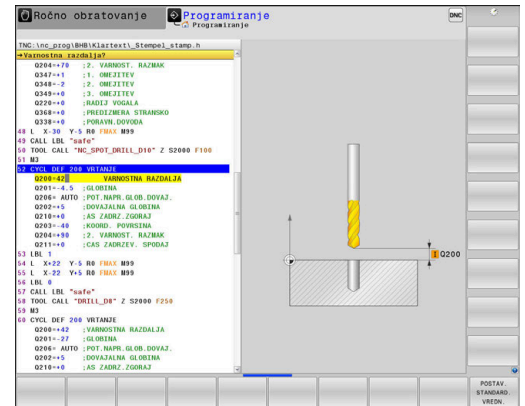 Ročno obratovanje
Programiranje
Programiranje
DNC
TNC:\nc_prog\BHB\Klartext\_Stempel_stamp.h
→Varnostna razdalja?
Q204=+70 ;2. VARNOST. RAZMAK
Q347=+1 ;1. OMEJITEV
Q348=-2 ;2. OMEJITEV
Q349=+0 ;3. OMEJITEV
Q220=+0 ;RADIJ VOGALA
Q368=+0 ;PREDIZMERA STRANSKO
Q338=+0 ;PORAVN.DOVODA
48 L X-30 Y-5 R0 FMAX M99
49 CALL LBL "safe"
50 TOOL CALL "NC_SPOT_DRILL_D10" Z S2000 F100
51 M3
52 CYCL DEF 200 VRTANJE
Q200=42 VARNOSTNA RAZDALJA
Q201=-4.5 ;GLOBINA
Q206= AUTO ;POT.NAPR.GLOB.DOVAJ.
Q202=+5 ;DOVAJALNA GLOBINA
Q210=+0 ;AS ZADRZ.ZGORAJ
Q203=-40 ;KOORD. POVRSINA
Q204=+90 ;2. VARNOST. RAZMAK
Q211=+0 ;CAS ZADRZEV. SPODAJ
53 LBL 1
54 L X+22 Y-5 R0 FMAX M99
55 L X-22 Y+5 R0 FMAX M99
56 LBL 0
57 CALL LBL "safe"
58 TOOL CALL "DRILL_D8" Z S2000 F250
59 M3
60 CYCL DEF 200 VRTANJE
Q200=+42 ;VARNOSTNA RAZDALJA
Q201=-27 ;GLOBINA
Q206= AUTO ;POT.NAPR.GLOB.DOVAJ.
Q202=+5 ;DOVAJALNA GLOBINA
Q210=+0 ;AS ZADRZ.ZGORAJ
Q200
POSTAV.
STANDARD.
VREDN.